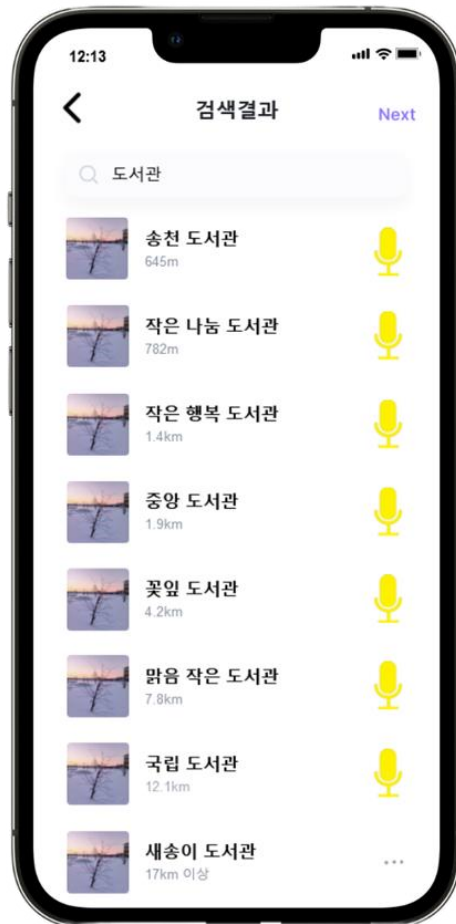 12:13
검색결과
Next
도서관
송천 도서관
645m
작은 나눔 도서관
782m
작은 행복 도서관
1.4km
중앙 도서관
1.9km
꽃잎 도서관
4.2km
맑음 작은 도서관
7.8km
국립 도서관
12.1km
새송이 도서관
17km 이상